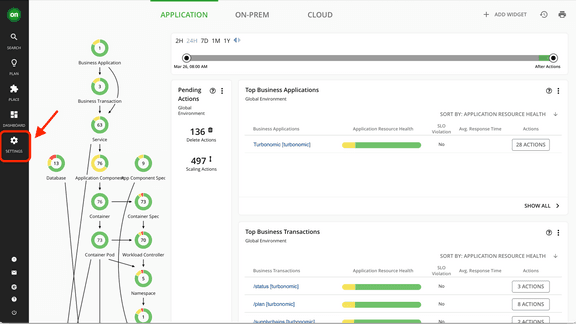 on
APPLICATION
ON-PREM
CLOUD
ADD WIDGET
SEARCH
PLAN
PLACE
DASHBOARD
SETTINGS
1
Business Application
3
Business Transaction
63
Service
13
Database
76
Application Component
9
App Component Spec
76
Container
73
Container Spec
73
Container Pod
70
Workload Controller
5
Namespace
1
2H 24H 7D 1M 1Y
Mar 26, 08:00 AM
After Actions
Pending Actions
Global Environment
136
Delete Actions
497
Scaling Actions
Top Business Applications
Global Environment
SORT BY: APPLICATION RESOURCE HEALTH
Business Applications
Application Resource Health
SLO Violation
Avg. Response Time
Actions
Turbonomic [turbonomic]
No
28 ACTIONS
SHOW ALL
Top Business Transactions
Global Environment
SORT BY: APPLICATION RESOURCE HEALTH
Business Transactions
Application Resource Health
SLO Violation
Avg. Response Time
Actions
/status [turbonomic]
No
3 ACTIONS
/plan [turbonomic]
No
8 ACTIONS
/supplychains [turbonomic]
No
2 ACTIONS